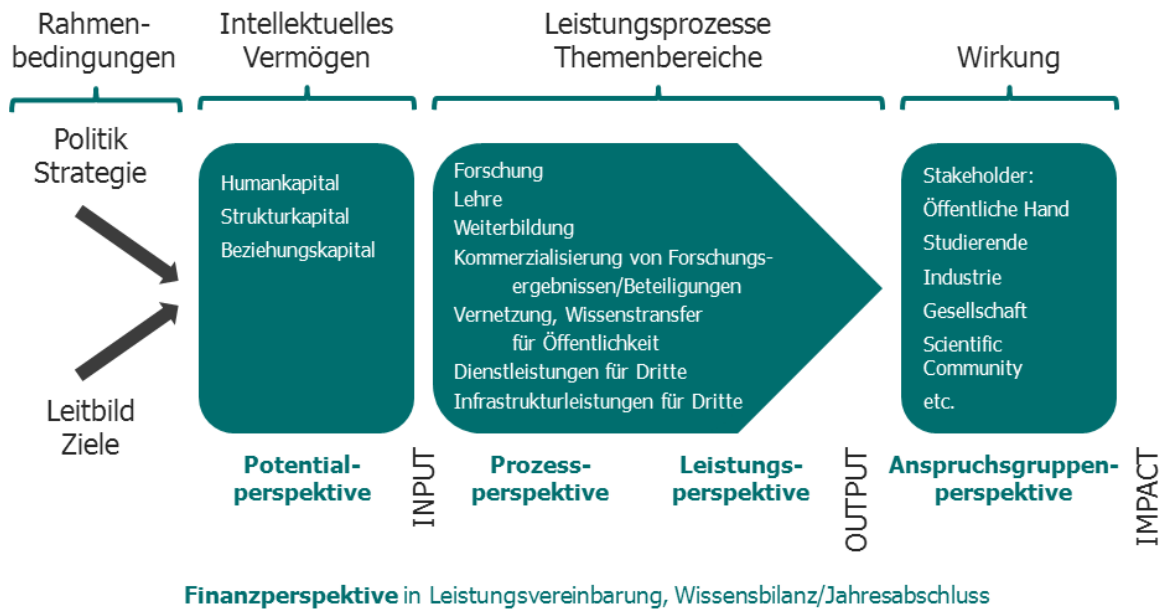 Rahmen-
bedingungen
Intellektuelles
Vermögen
Leistungsprozesse
Themenbereiche
Wirkung
Politik
Strategie
Leitbild
Ziele
Humankapital
Strukturkapital
Beziehungskapital
Forschung
Lehre
Weiterbildung
Kommerzialisierung von Forschungs-
ergebnissen/Beteiligungen
Vernetzung, Wissenstransfer
für Öffentlichkeit
Dienstleistungen für Dritte
Infrastrukturleistungen für Dritte
Stakeholder:
Öffentliche Hand
Studierende
Industrie
Gesellschaft
Scientific
Community
etc.
Potential-
perspektive
INPUT
Prozess-
perspektive
Leistungs-
perspektive
OUTPUT
Anspruchsgruppen-
perspektive
IMPACT
Finanzperspektive in Leistungsvereinbarung, Wissensbilanz/Jahresabschluss